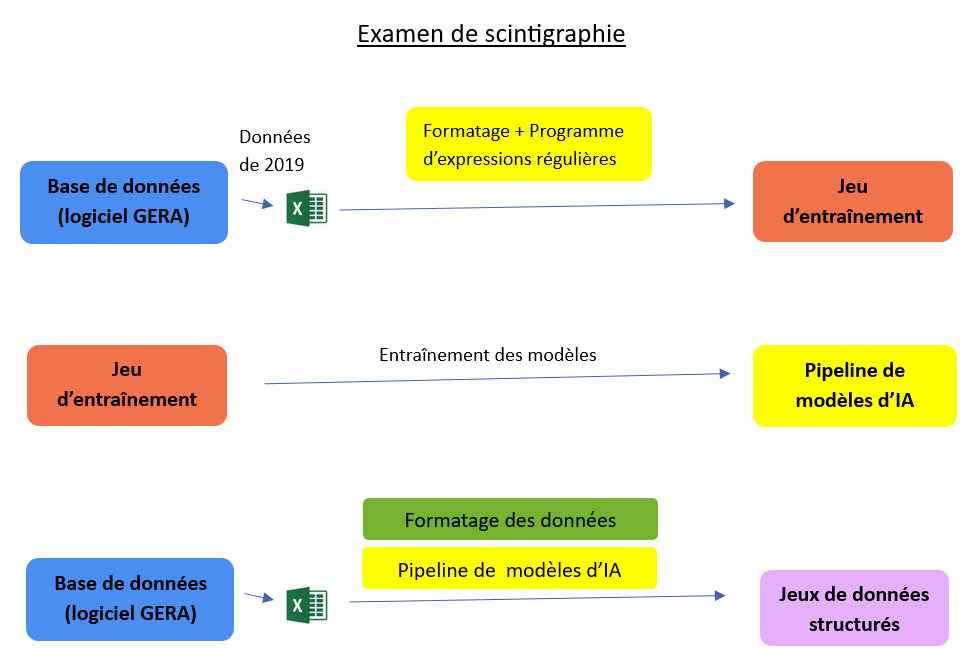 Examen de scintigraphie
Données
de 2019
Formatage + Programme
d’expressions régulières
Base de données
(logiciel GERA)
X
Jeu
d’entraînement
Jeu
d’entraînement
Entraînement des modèles
Pipeline de
modèles d’IA
Formatage des données
Pipeline de  modèles d’IA
Base de données
(logiciel GERA)
X
Jeux de données
structurés